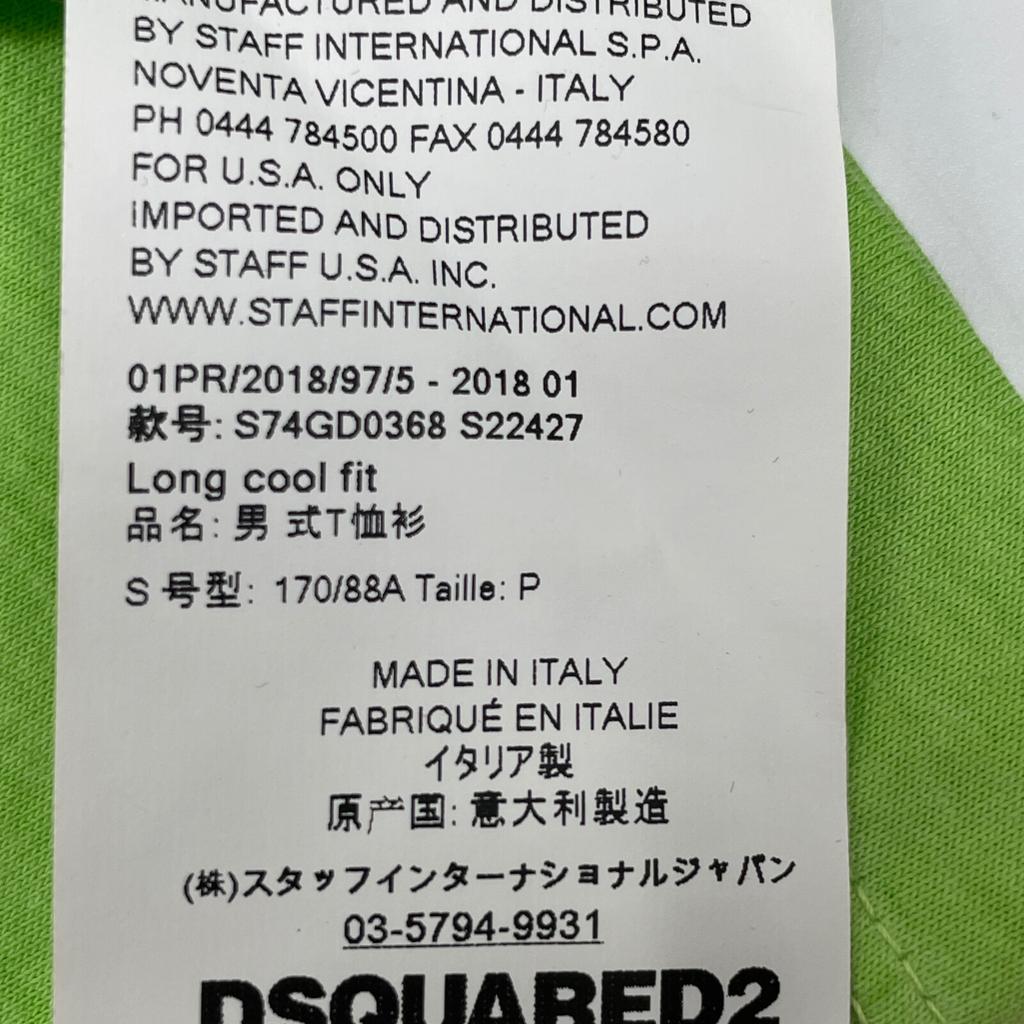 MANUFACTURED AND DISTRIBUTED
BY STAFF INTERNATIONAL S.P.A.
NOVENTA VICENTINA - ITALY
PH 0444 784500 FAX 0444 784580
FOR U.S.A. ONLY
IMPORTED AND DISTRIBUTED
BY STAFF U.S.A. INC.
WWW.STAFFINTERNATIONAL.COM
01PR/2018/97/5 - 2018 01
款号: S74GD0368 S22427
Long cool fit
品名: 男 式T恤衫
S 号型: 170/88A Taille: P
MADE IN ITALY
FABRIQUÉ EN ITALIE
イタリア製
原产国: 意大利製造
(株)スタッフインターナショナルジャパン
03-5794-9931
DSQUARED2